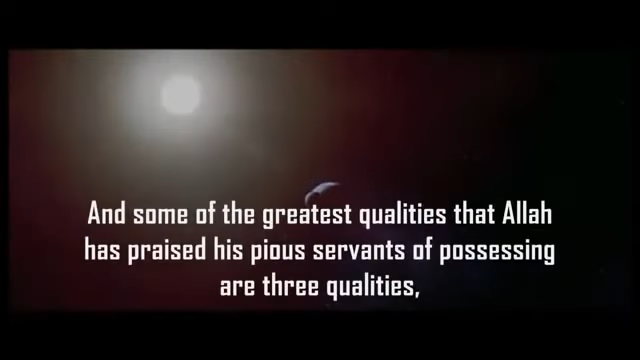 And some of the greatest qualities that Allah
has praised his pious servants of possessing
are three qualities,